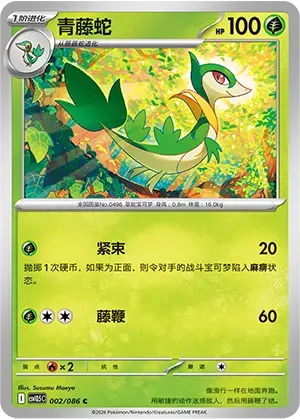 1阶进化
青藤蛇
HP 100
从藤藤蛇进化
全国图鉴No.0496 草蛇宝可梦 身高：0.8m 体重：16.0kg
紧束 20
抛掷1次硬币，如果为正面，则令对手的战斗宝可梦陷入麻痹状态。
藤鞭 60
弱点 ×2 抵抗力 撤退
Illus. Susumu Maeya
002/086 C
像滑行一样在地面奔跑。
用敏捷的动作迷惑敌人，然后用藤鞭了结。
©2026 Pokémon/Nintendo/Creatures/GAME FREAK.